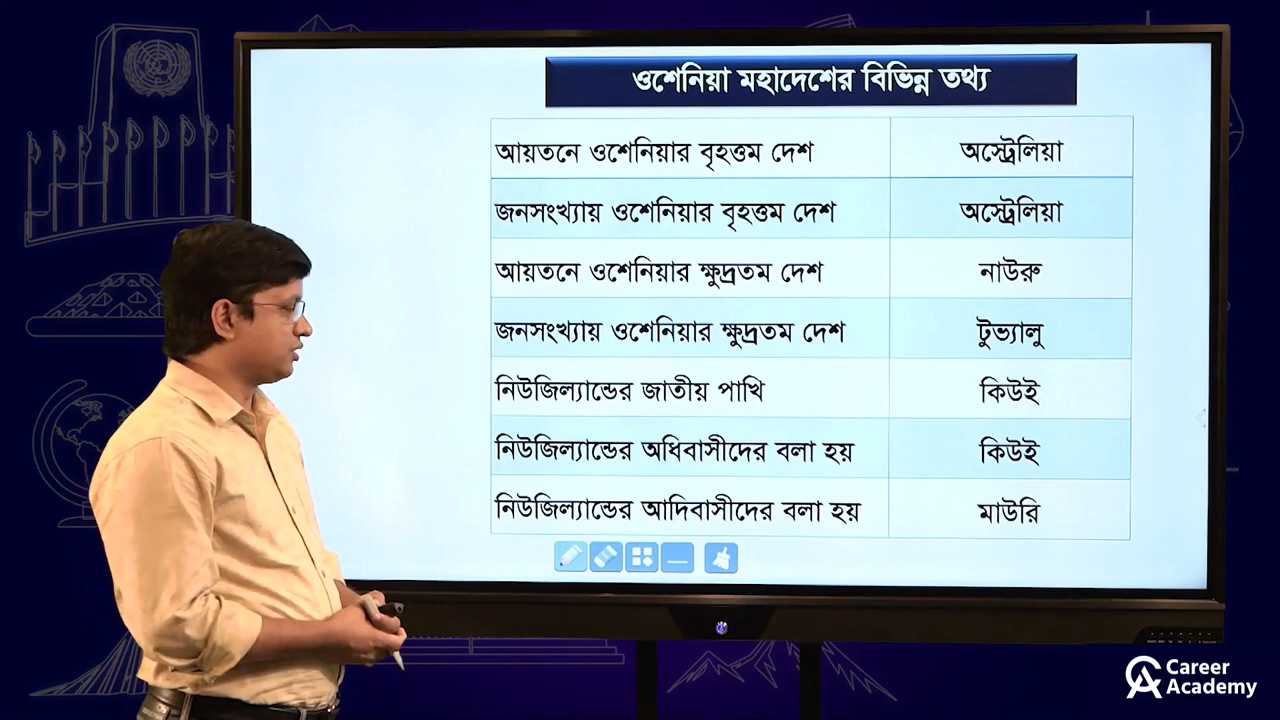 ওশেনিয়া মহাদেশের বিভিন্ন তথ্য
আয়তনে ওশেনিয়ার বৃহত্তম দেশ অস্ট্রেলিয়া
জনসংখ্যায় ওশেনিয়ার বৃহত্তম দেশ অস্ট্রেলিয়া
আয়তনে ওশেনিয়ার ক্ষুদ্রতম দেশ নাউরু
জনসংখ্যায় ওশেনিয়ার ক্ষুদ্রতম দেশ টুভ্যালু
নিউজিল্যান্ডের জাতীয় পাখি কিউই
নিউজিল্যান্ডের অধিবাসীদের বলা হয় কিউই
নিউজিল্যান্ডের আদিবাসীদের বলা হয় মাউরি
Career
Academy